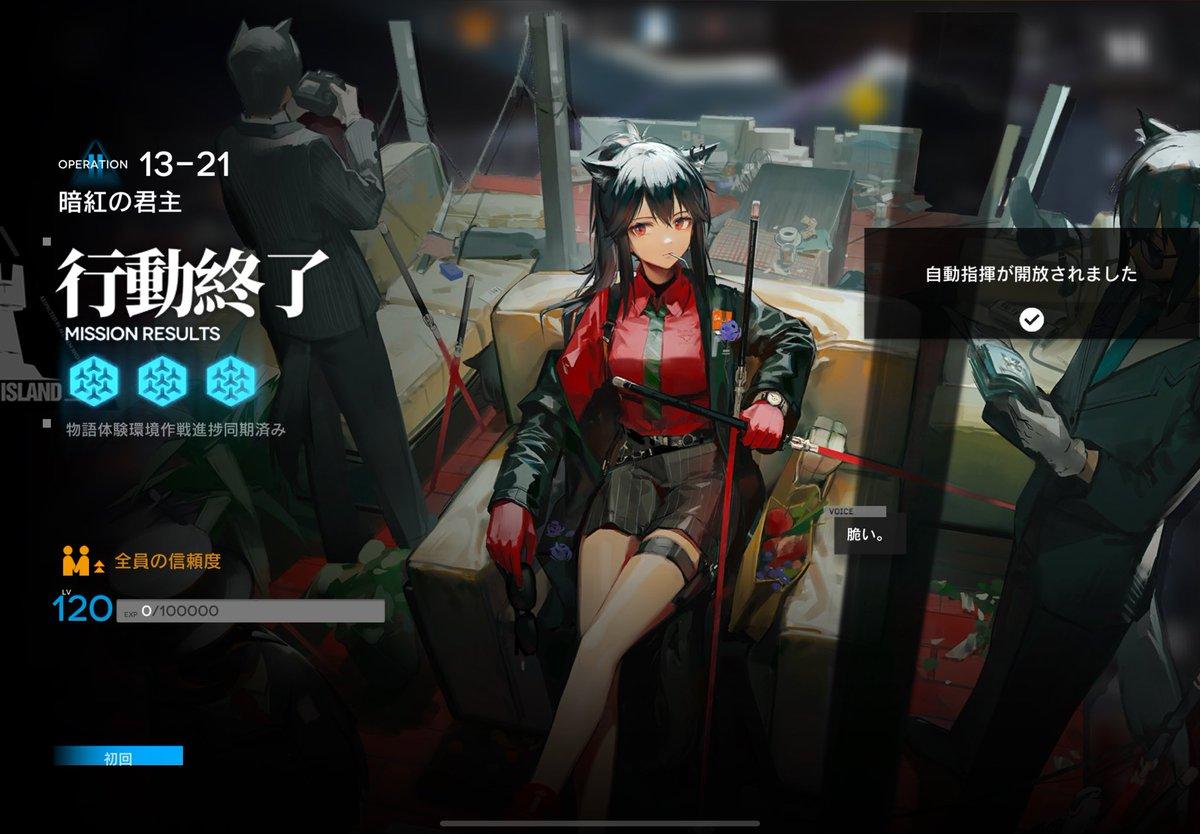 OPERATION 13-21
暗紅の君主
行動終了
MISSION RESULTS
ISLAND
物語体験環境作戦進捗同期済み
全員の信頼度
LV
120 EXP 0/100000
初回
自動指揮が開放されました
VOICE
脆い。